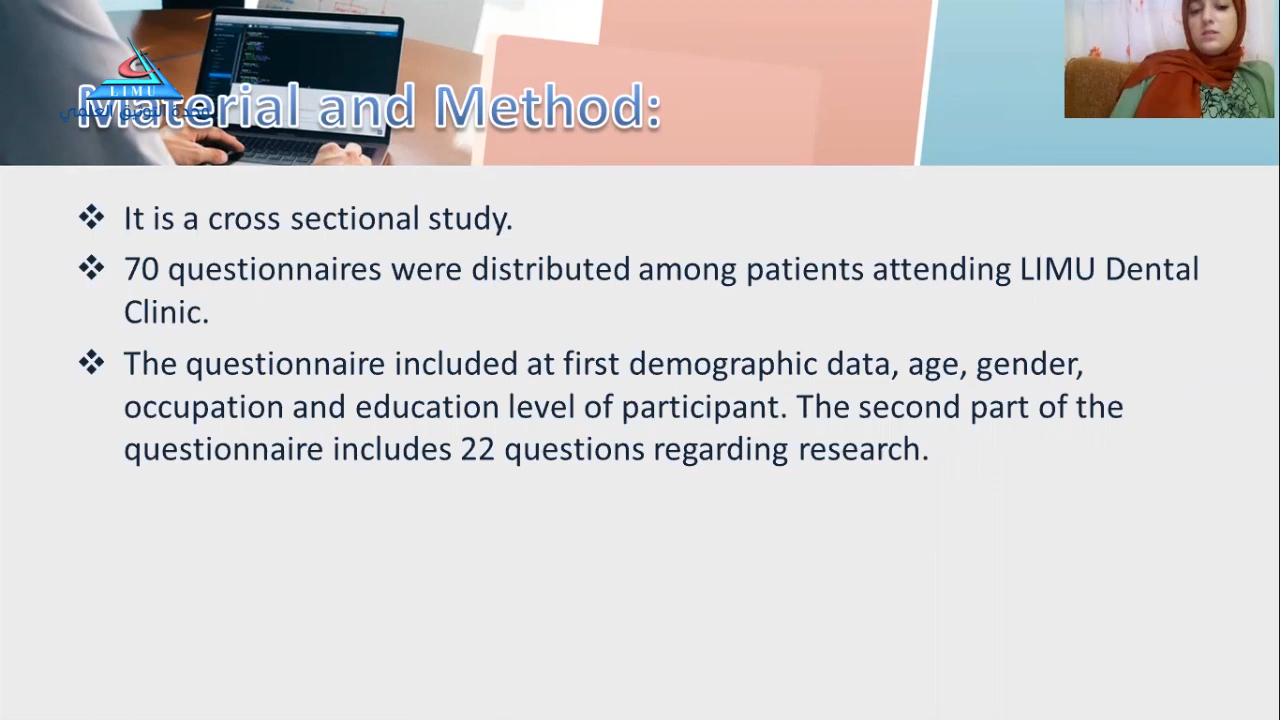 LIMU
Material and Method:
❖ It is a cross sectional study.
❖ 70 questionnaires were distributed among patients attending LIMU Dental
Clinic.
❖ The questionnaire included at first demographic data, age, gender,
occupation and education level of participant. The second part of the
questionnaire includes 22 questions regarding research.